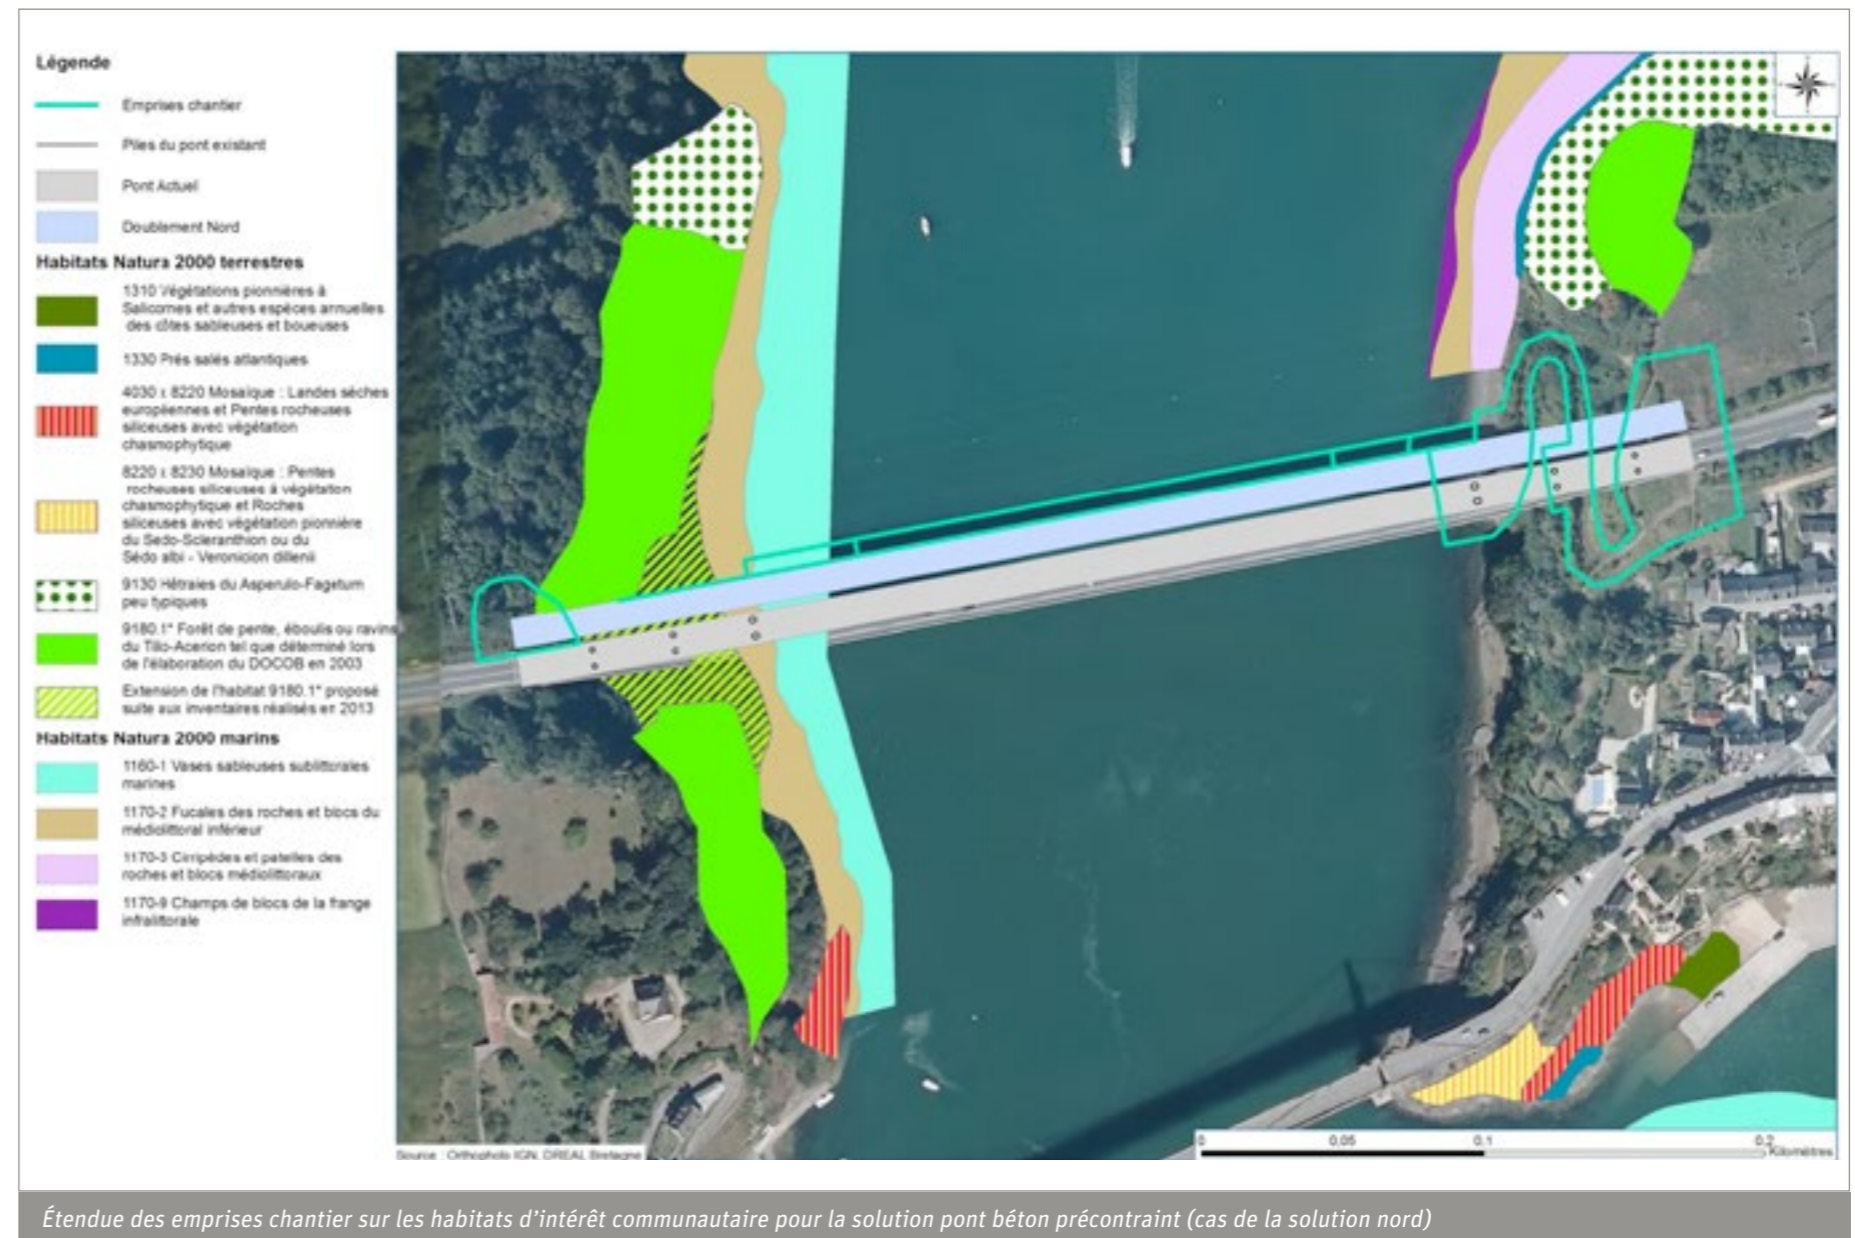 Légende
Emprises chantier
Piles du pont existant
Pont Actuel
Doublement Nord
Habitats Natura 2000 terrestres
1310 Végétations pionnières à
Salicornes et autres espèces annuelles
des côtes sableuses et boueuses
1330 Prés salés atlantiques
4030 x 8220 Mosaïque : Landes sèches
européennes et Pentes rocheuses
siliceuses avec végétation
chasmophytique
8220 x 8230 Mosaïque : Pentes
rocheuses siliceuses à végétation
chasmophytique et Roches
siliceuses avec végétation pionnière
du Sedo-Scleranthion ou du
Sédo albi - Veronicion dillenii
9130 Hêtraies du Asperulo-Fagetum
peu typiques
9180.1* Forêt de pente, éboulis ou ravins
du Tilio-Acerion tel que déterminé lors
de l'élaboration du DOCOB en 2003
Extension de l'habitat 9180.1* proposé
suite aux inventaires réalisés en 2013
Habitats Natura 2000 marins
1160-1 Vases sableuses sublittorales
marines
1170-2 Fucales des roches et blocs du
médiolittoral inférieur
1170-3 Cirripèdes et patelles des
roches et blocs médiolittoraux
1170-9 Champs de blocs de la frange
infralittorale
Source : Orthophoto IGN, DREAL Bretagne
0 0,05 0,1 0,2
Kilomètres
Étendue des emprises chantier sur les habitats d'intérêt communautaire pour la solution pont béton précontraint (cas de la solution nord)